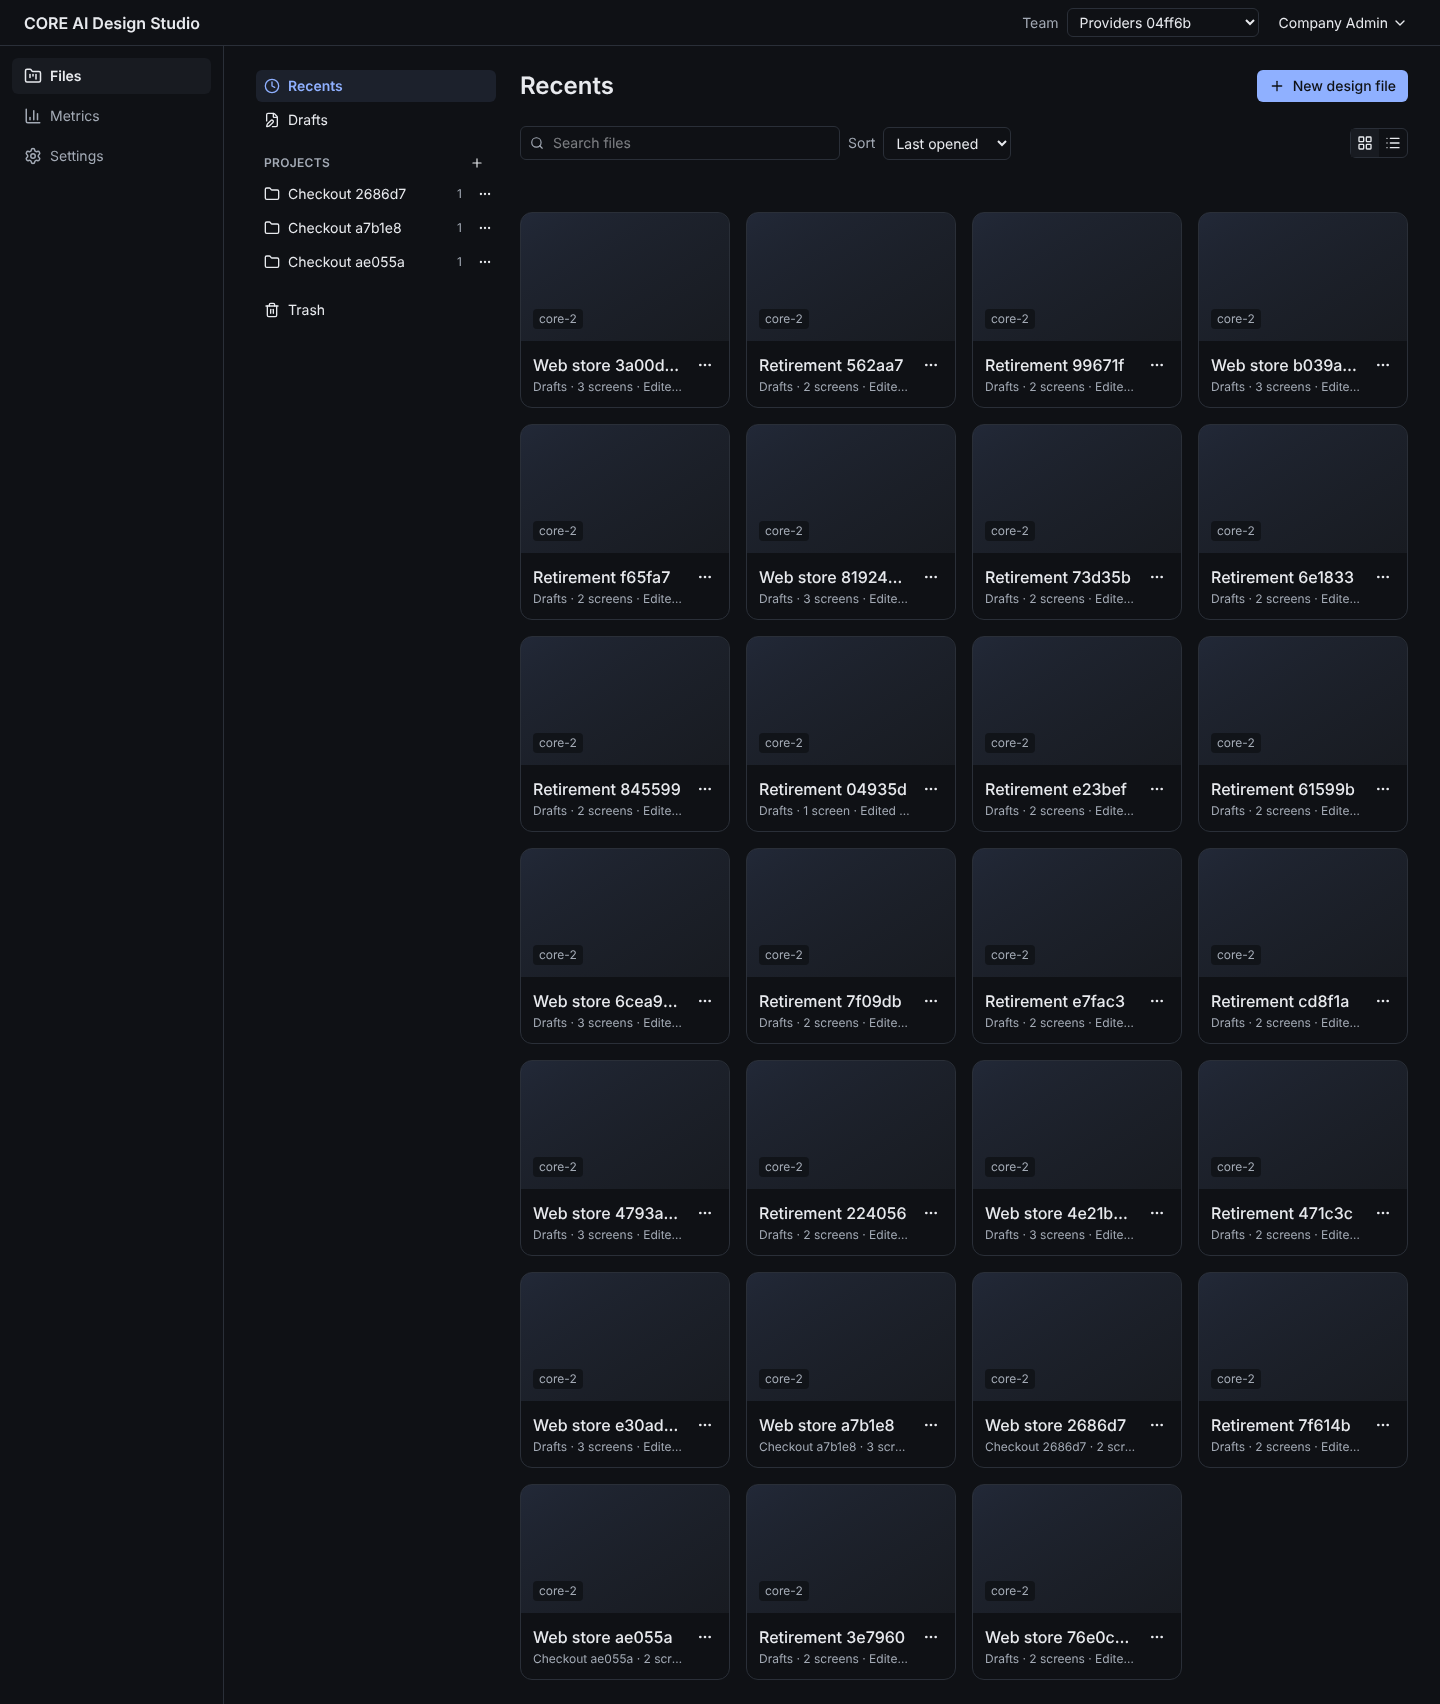 CORE AI Design Studio
Team
Providers 04ff6b
Company Admin
Files
Metrics
Settings
Recents
Drafts
PROJECTS
Checkout 2686d7 1
Checkout a7b1e8 1
Checkout ae055a 1
Trash
Recents
New design file
Search files
Sort
Last opened
core-2
Web store 3a00d...
Drafts · 3 screens · Edite...
core-2
Retirement 562aa7
Drafts · 2 screens · Edite...
core-2
Retirement 99671f
Drafts · 2 screens · Edite...
core-2
Web store b039a...
Drafts · 3 screens · Edite...
core-2
Retirement f65fa7
Drafts · 2 screens · Edite...
core-2
Web store 81924...
Drafts · 3 screens · Edite...
core-2
Retirement 73d35b
Drafts · 2 screens · Edite...
core-2
Retirement 6e1833
Drafts · 2 screens · Edite...
core-2
Retirement 845599
Drafts · 2 screens · Edite...
core-2
Retirement 04935d
Drafts · 1 screen · Edited ...
core-2
Retirement e23bef
Drafts · 2 screens · Edite...
core-2
Retirement 61599b
Drafts · 2 screens · Edite...
core-2
Web store 6cea9...
Drafts · 3 screens · Edite...
core-2
Retirement 7f09db
Drafts · 2 screens · Edite...
core-2
Retirement e7fac3
Drafts · 2 screens · Edite...
core-2
Retirement cd8f1a
Drafts · 2 screens · Edite...
core-2
Web store 4793a...
Drafts · 3 screens · Edite...
core-2
Retirement 224056
Drafts · 2 screens · Edite...
core-2
Web store 4e21b...
Drafts · 3 screens · Edite...
core-2
Retirement 471c3c
Drafts · 2 screens · Edite...
core-2
Web store e30ad...
Drafts · 3 screens · Edite...
core-2
Web store a7b1e8
Checkout a7b1e8 · 3 scr...
core-2
Web store 2686d7
Checkout 2686d7 · 2 scr...
core-2
Retirement 7f614b
Drafts · 2 screens · Edite...
core-2
Web store ae055a
Checkout ae055a · 2 scr...
core-2
Retirement 3e7960
Drafts · 2 screens · Edite...
core-2
Web store 76e0c...
Drafts · 2 screens · Edite...